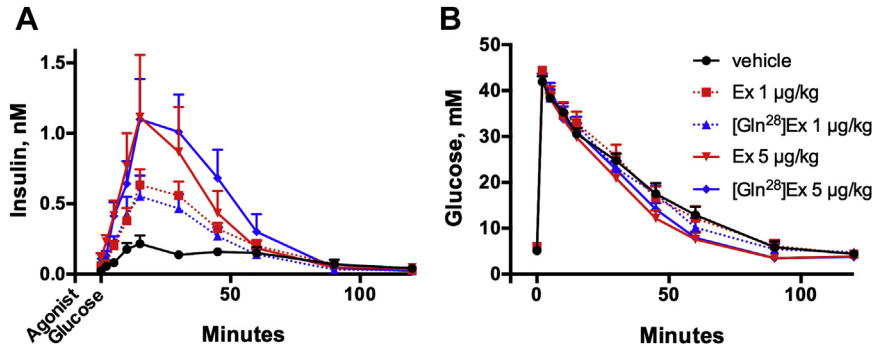 A
Insulin, nM
1.5
1.0
0.5
0.0
Agonist
Glucose
50
100
Minutes
B
Glucose, mM
50
40
30
20
10
0
0
50
100
Minutes
vehicle
Ex 1 µg/kg
[Gln²⁸]Ex 1 µg/kg
Ex 5 µg/kg
[Gln²⁸]Ex 5 µg/kg